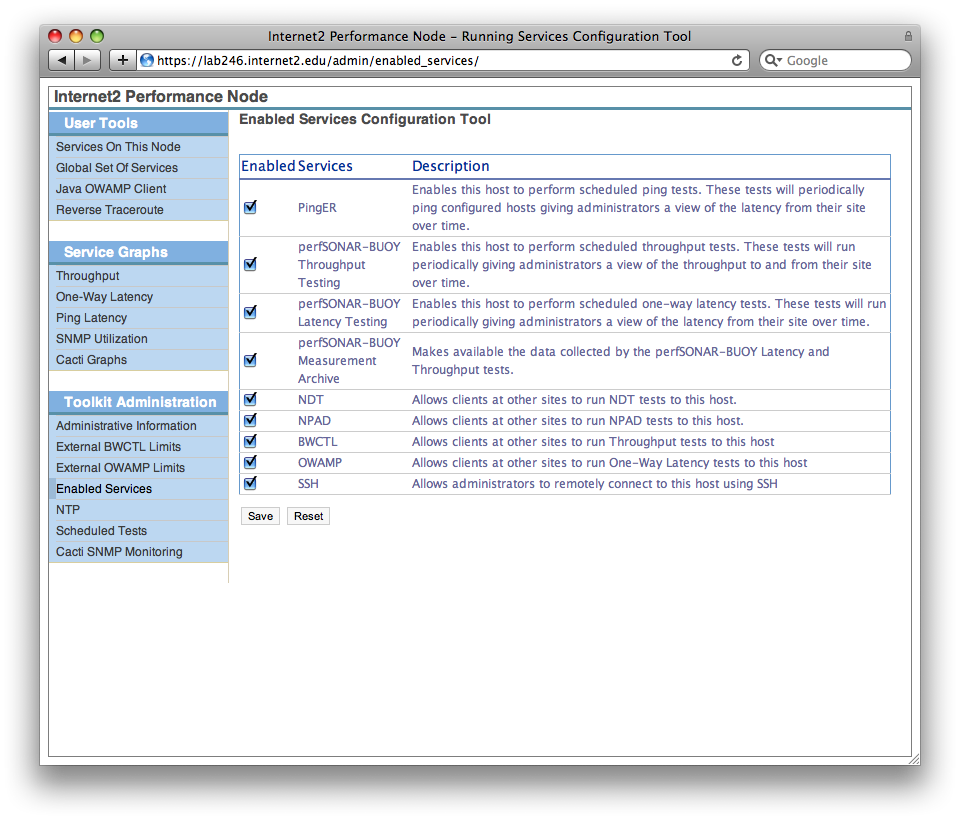 Internet2 Performance Node – Running Services Configuration Tool
https://lab246.internet2.edu/admin/enabled_services/
Google
Internet2 Performance Node
User Tools
Services On This Node
Global Set Of Services
Java OWAMP Client
Reverse Traceroute
Service Graphs
Throughput
One-Way Latency
Ping Latency
SNMP Utilization
Cacti Graphs
Toolkit Administration
Administrative Information
External BWCTL Limits
External OWAMP Limits
Enabled Services
NTP
Scheduled Tests
Cacti SNMP Monitoring
Enabled Services Configuration Tool
Enabled Services Description
PingER
Enables this host to perform scheduled ping tests. These tests will periodically
ping configured hosts giving administrators a view of the latency from their site
over time.
perfSONAR-BUOY
Throughput
Testing
Enables this host to perform scheduled throughput tests. These tests will run
periodically giving administrators a view of the throughput to and from their site
over time.
perfSONAR-BUOY
Latency Testing
Enables this host to perform scheduled one-way latency tests. These tests will run
periodically giving administrators a view of the latency from their site over time.
perfSONAR-BUOY
Measurement
Archive
Makes available the data collected by the perfSONAR-BUOY Latency and
Throughput tests.
NDT Allows clients at other sites to run NDT tests to this host.
NPAD Allows clients at other sites to run NPAD tests to this host.
BWCTL Allows clients at other sites to run Throughput tests to this host
OWAMP Allows clients at other sites to run One-Way Latency tests to this host
SSH Allows administrators to remotely connect to this host using SSH
Save Reset